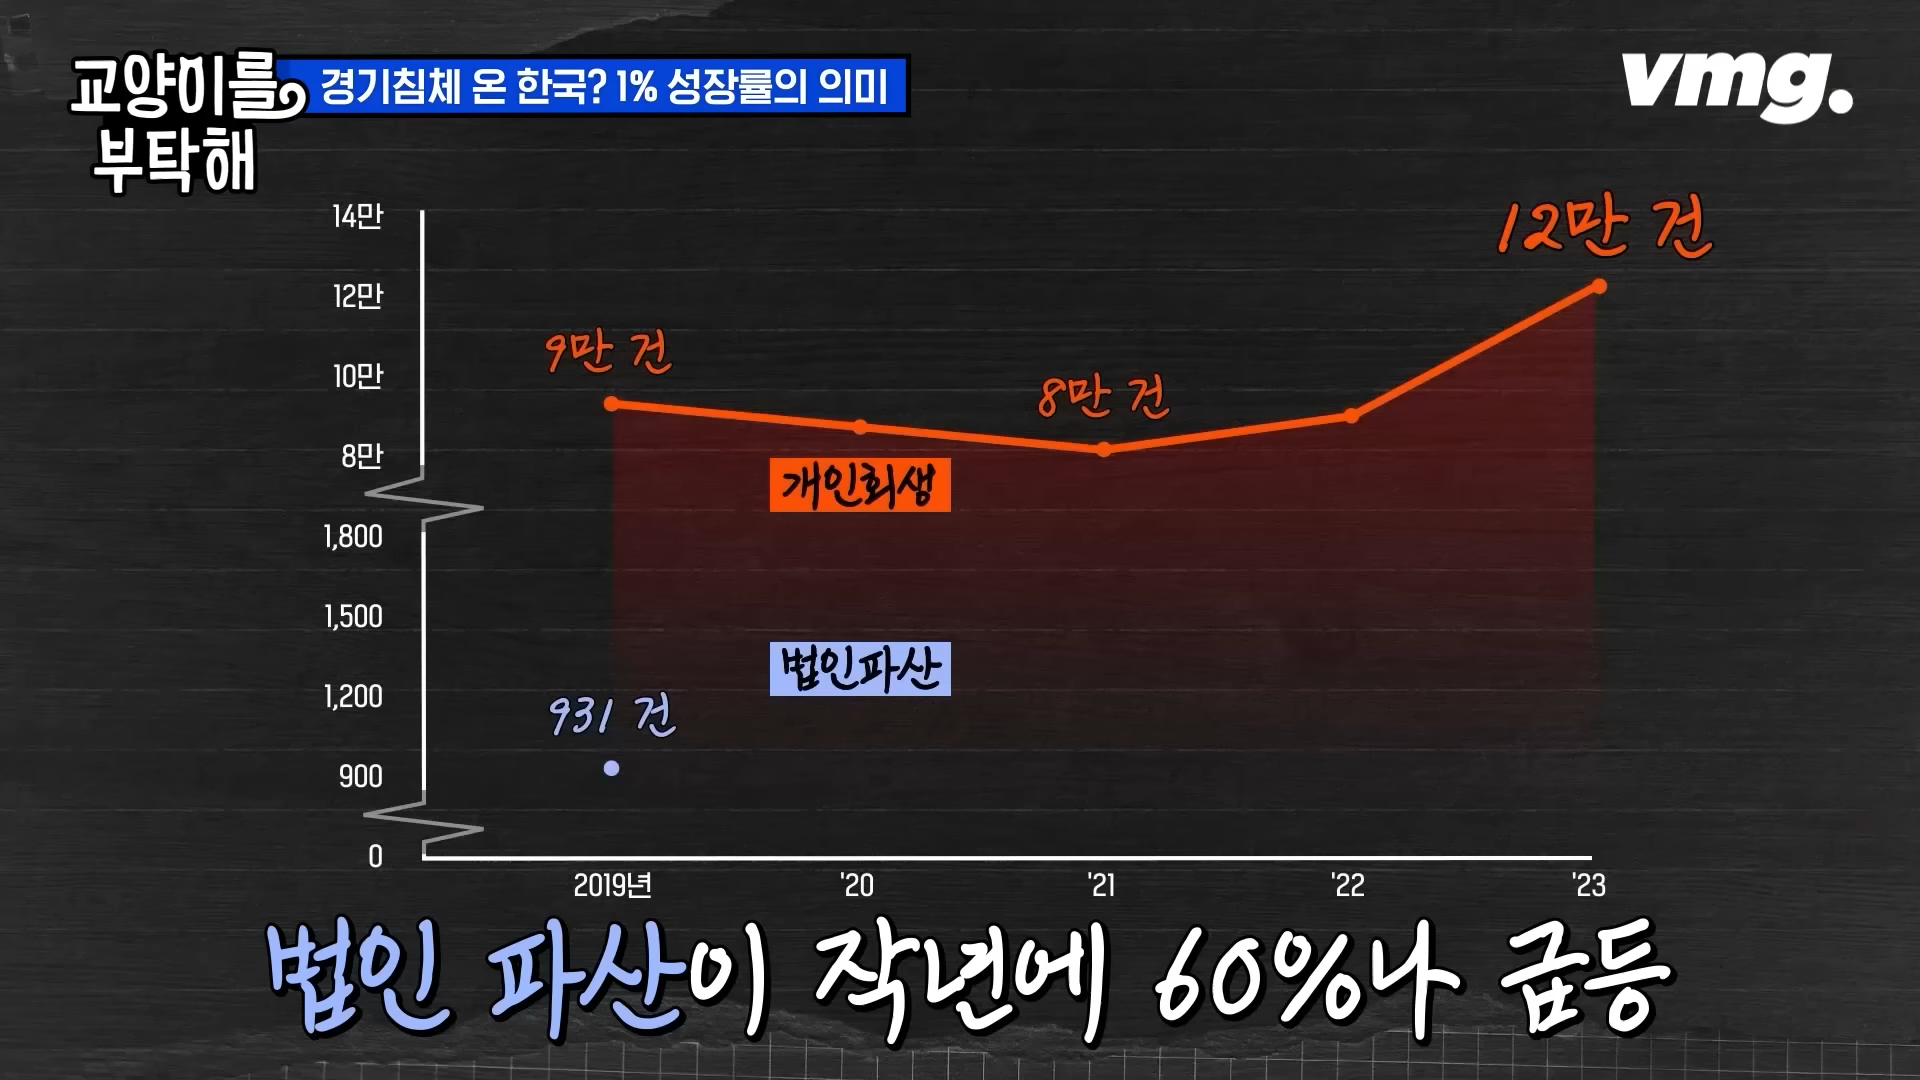 교양이를
부탁해
경기침체 온 한국? 1% 성장률의 의미
vmg.
14만
12만
10만
8만
1,800
1,500
1,200
900
0
9만 건
8만 건
12만 건
개인회생
법인파산
931 건
2019년
'20
'21
'22
'23
법인 파산이 작년에 60%나 급등